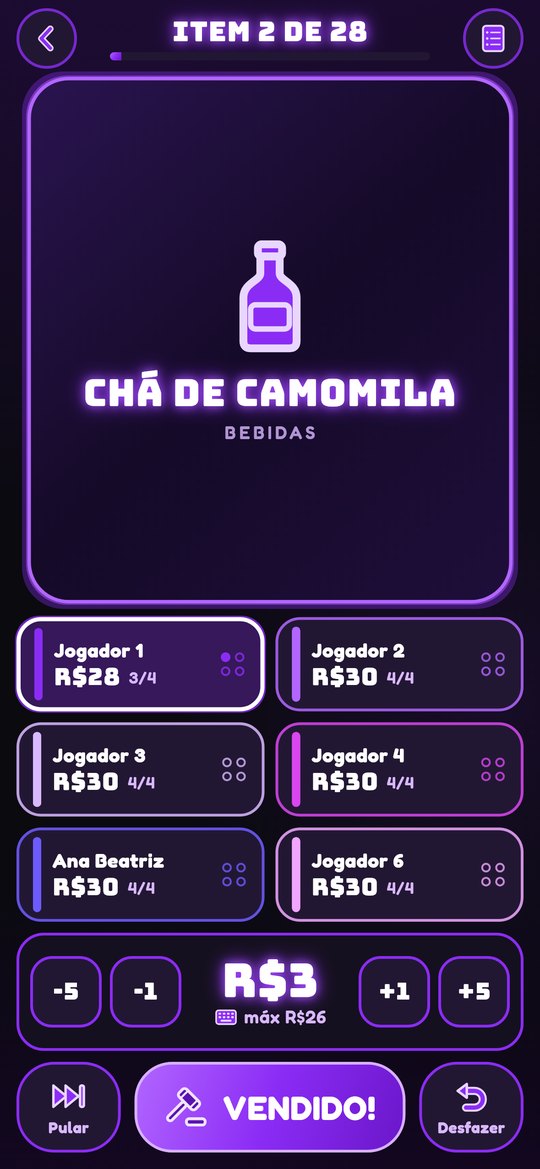 ITEM 2 DE 28
CHÁ DE CAMOMILA
BEBIDAS
Jogador 1
R$28 3/4
Jogador 2
R$30 4/4
Jogador 3
R$30 4/4
Jogador 4
R$30 4/4
Ana Beatriz
R$30 4/4
Jogador 6
R$30 4/4
-5
-1
R$3
máx R$26
+1
+5
Pular
VENDIDO!
Desfazer